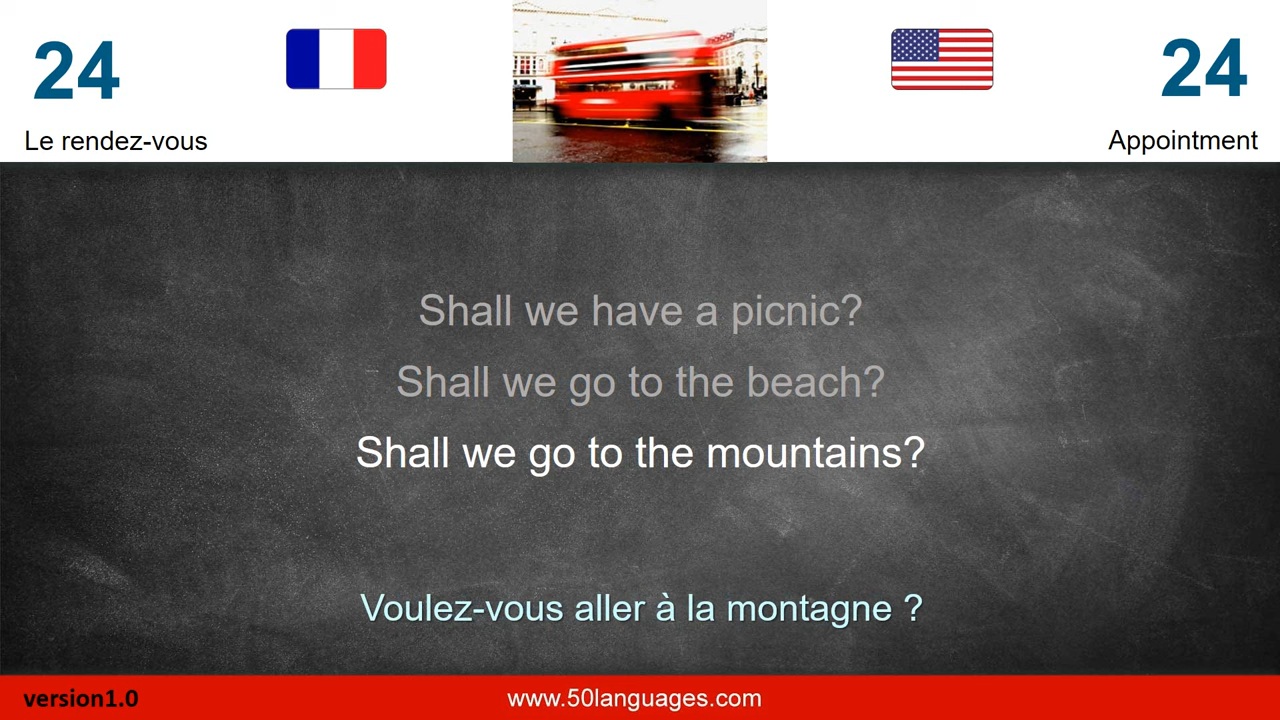 24
24
Le rendez-vous
Appointment
Shall we have a picnic?
Shall we go to the beach?
Shall we go to the mountains?
Voulez-vous aller à la montagne ?
version1.0
www.50languages.com